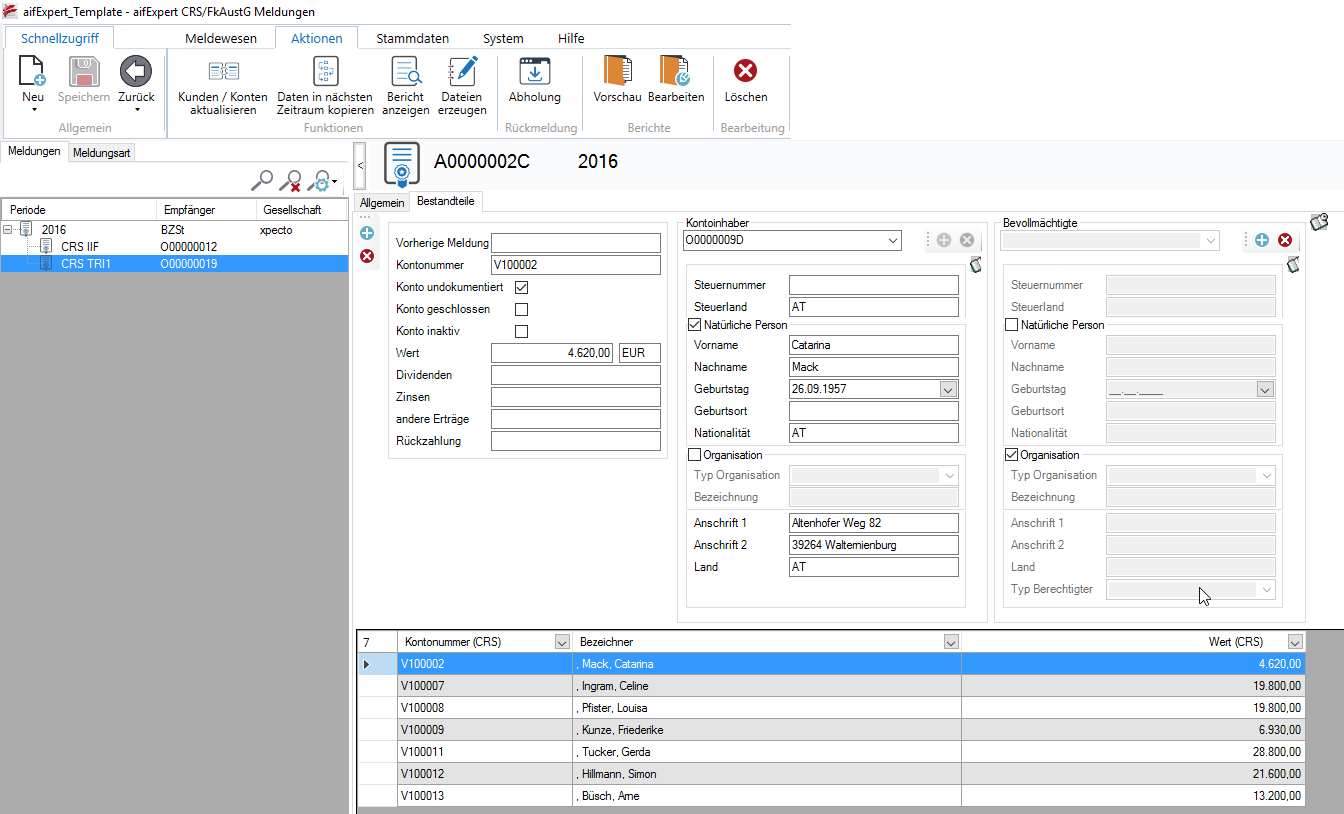 aifExpert_Template - aifExpert CRS/FkAustG Meldungen
Schnellzugriff Meldewesen Aktionen Stammdaten System Hilfe
Neu Speichern Zurück
Kunden / Konten aktualisieren
Daten in nächsten Zeitraum kopieren
Bericht anzeigen
Dateien erzeugen
Abholung
Vorschau Bearbeiten
Löschen
Allgemein Funktionen Rückmeldung Berichte Bearbeitung
Meldungen Meldungsart
Periode Empfänger Gesellschaft
2016 BZSt xpecto
CRS IIF O00000012
CRS TRI1 O00000019
<
A0000002C 2016
Allgemein Bestandteile
Vorherige Meldung
Kontonummer V100002
Konto undokumentiert
Konto geschlossen
Konto inaktiv
Wert 4.620,00 EUR
Dividenden
Zinsen
andere Erträge
Rückzahlung
Kontoinhaber
O0000009D
Steuernummer
Steuerland AT
Natürliche Person
Vorname Catarina
Nachname Mack
Geburtstag 26.09.1957
Geburtsort
Nationalität AT
Organisation
Typ Organisation
Bezeichnung
Anschrift 1 Altenhofer Weg 82
Anschrift 2 39264 Walternienburg
Land AT
Bevollmächtigte
Steuernummer
Steuerland
Natürliche Person
Vorname
Nachname
Geburtstag __.__.____
Geburtsort
Nationalität
Organisation
Typ Organisation
Bezeichnung
Anschrift 1
Anschrift 2
Land
Typ Berechtigter
7 Kontonummer (CRS) Bezeichner Wert (CRS)
V100002 , Mack, Catarina 4.620,00
V100007 , Ingram, Celine 19.800,00
V100008 , Pfister, Louisa 19.800,00
V100009 , Kunze, Friederike 6.930,00
V100011 , Tucker, Gerda 28.800,00
V100012 , Hillmann, Simon 21.600,00
V100013 , Büsch, Arne 13.200,00